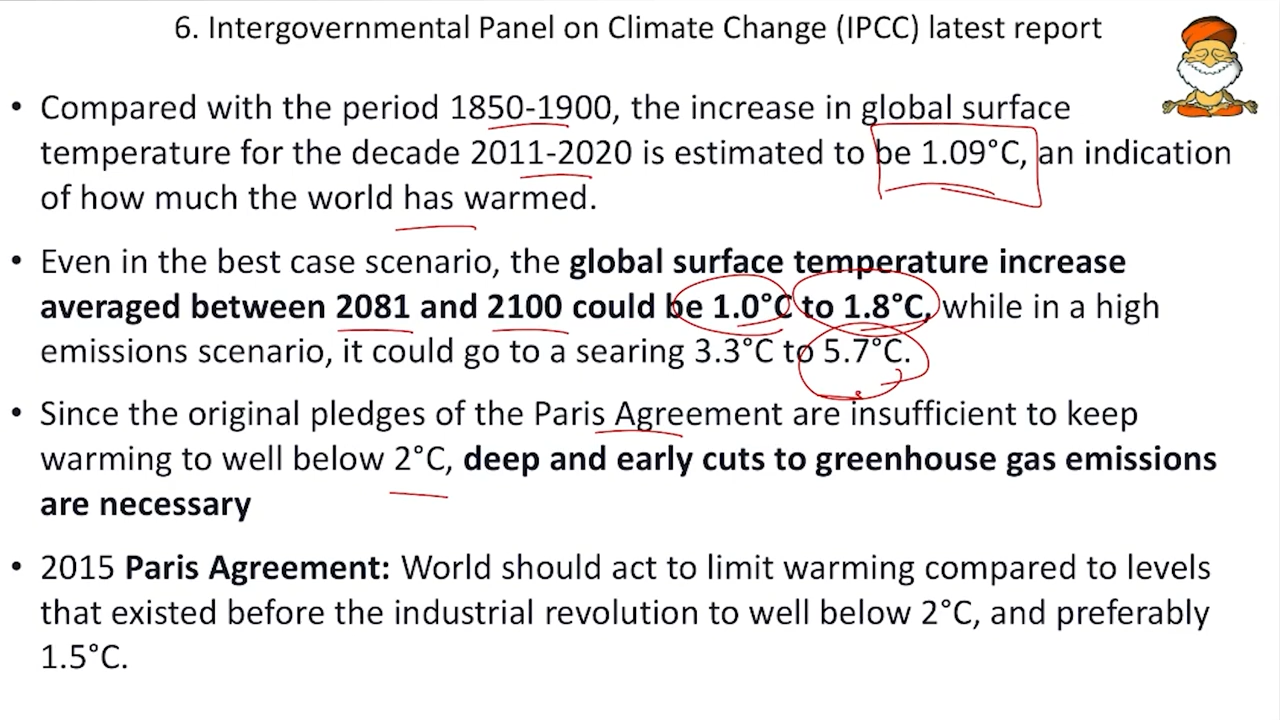 6. Intergovernmental Panel on Climate Change (IPCC) latest report
• Compared with the period 1850-1900, the increase in global surface
temperature for the decade 2011-2020 is estimated to be 1.09°C, an indication
of how much the world has warmed.
• Even in the best case scenario, the global surface temperature increase
averaged between 2081 and 2100 could be 1.0°C to 1.8°C, while in a high
emissions scenario, it could go to a searing 3.3°C to 5.7°C.
• Since the original pledges of the Paris Agreement are insufficient to keep
warming to well below 2°C, deep and early cuts to greenhouse gas emissions
are necessary
• 2015 Paris Agreement: World should act to limit warming compared to levels
that existed before the industrial revolution to well below 2°C, and preferably
1.5°C.